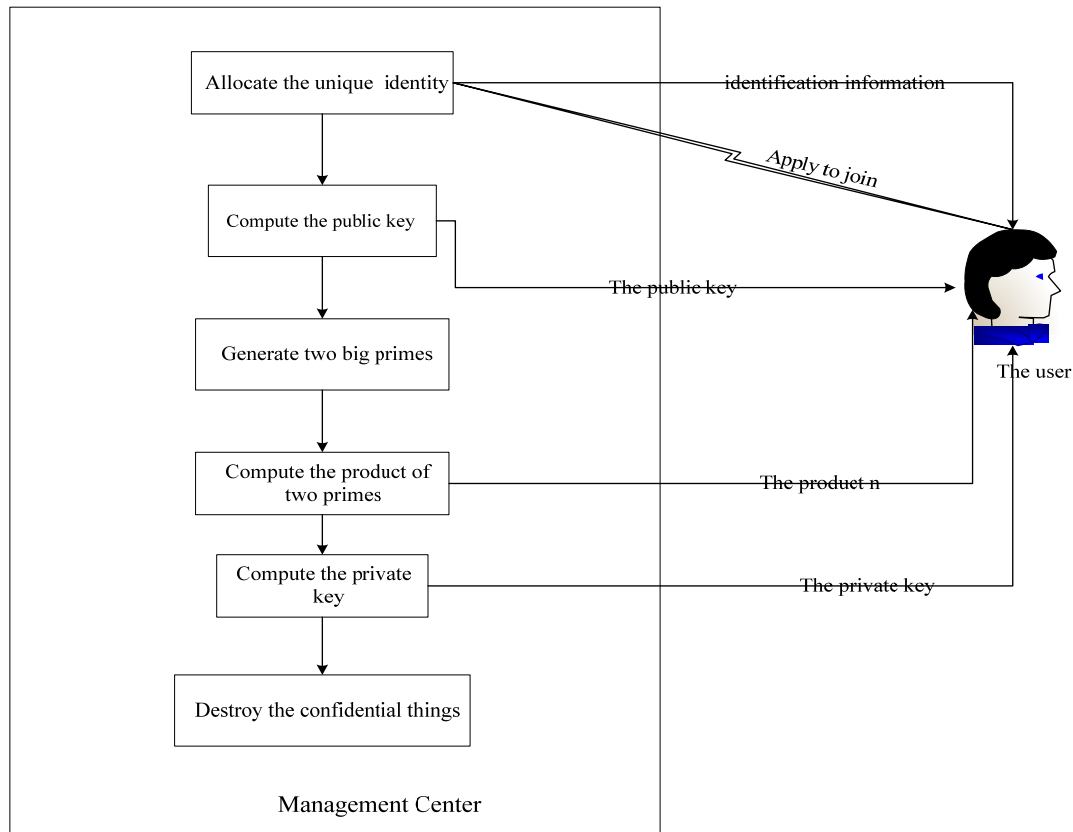 Allocate the unique identity
identification information
Apply to join
Compute the public key
The public key
Generate two big primes
The user
Compute the product of
two primes
The product n
Compute the private
key
The private key
Destroy the confidential things
Management Center